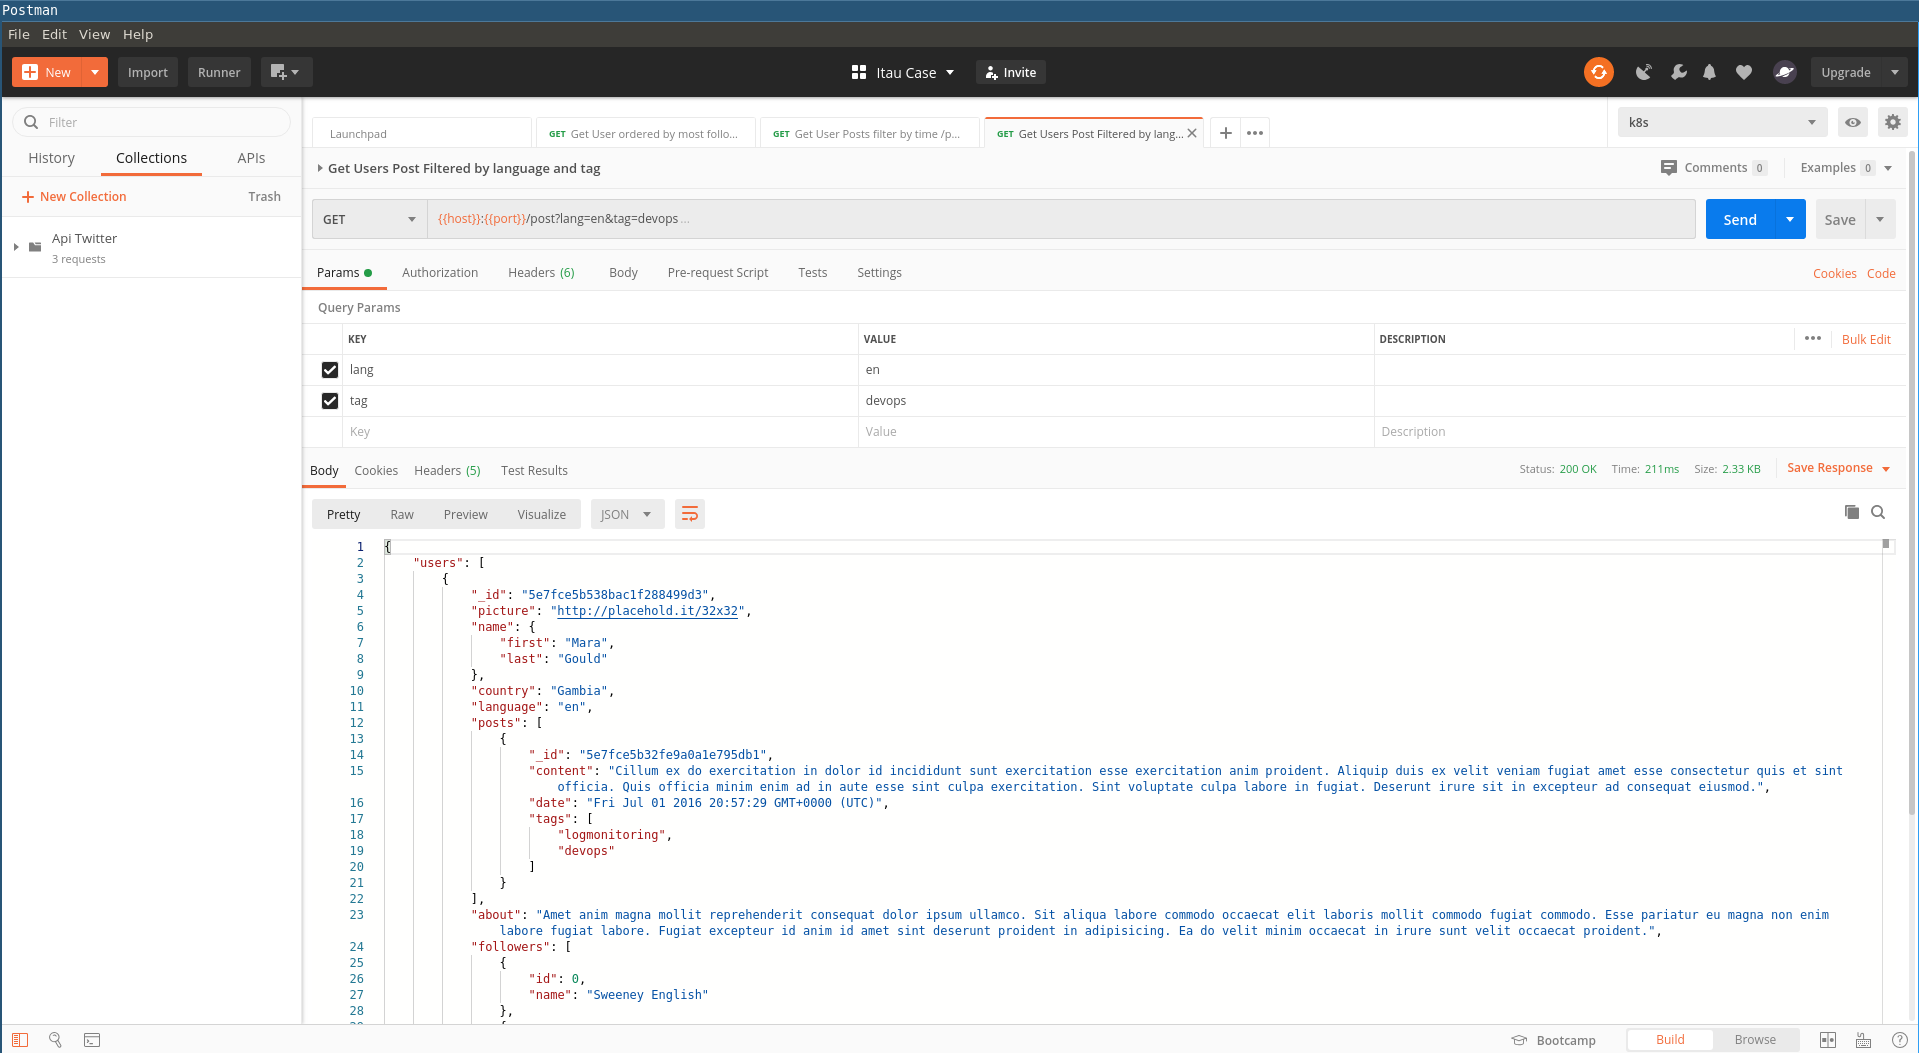 Postman
File Edit View Help
New Import Runner Itau Case Invite Upgrade
Filter
History Collections APIs
New Collection Trash
Api Twitter
3 requests
Launchpad GET Get User ordered by most follo... GET Get User Posts filter by time /p... GET Get Users Post Filtered by lang... k8s
Get Users Post Filtered by language and tag Comments 0 Examples 0
GET {{host}}:{{port}}/post?lang=en&tag=devops ... Send Save
Params Authorization Headers (6) Body Pre-request Script Tests Settings Cookies Code
Query Params
KEY VALUE DESCRIPTION Bulk Edit
lang en
tag devops
Key Value Description
Body Cookies Headers (5) Test Results Status: 200 OK Time: 211ms Size: 2.33 KB Save Response
Pretty Raw Preview Visualize JSON
1 {
2 "users": [
3 {
4 "_id": "5e7fce5b538bac1f288499d3",
5 "picture": "http://placehold.it/32x32",
6 "name": {
7 "first": "Mara",
8 "last": "Gould"
9 },
10 "country": "Gambia",
11 "language": "en",
12 "posts": [
13 {
14 "_id": "5e7fce5b32fe9a0a1e795db1",
15 "content": "Cillum ex do exercitation in dolor id incididunt sunt exercitation esse exercitation anim proident. Aliquip duis ex velit veniam fugiat amet esse consectetur quis et sint
officia. Quis officia minim enim ad in aute esse sint culpa exercitation. Sint voluptate culpa labore in fugiat. Deserunt irure sit in excepteur ad consequat eiusmod.",
16 "date": "Fri Jul 01 2016 20:57:29 GMT+0000 (UTC)",
17 "tags": [
18 "logmonitoring",
19 "devops"
20 ]
21 }
22 ],
23 "about": "Amet anim magna mollit reprehenderit consequat dolor ipsum ullamco. Sit aliqua labore commodo occaecat elit laboris mollit commodo fugiat commodo. Esse pariatur eu magna non enim
labore fugiat labore. Fugiat excepteur id anim id amet sint deserunt proident in adipisicing. Ea do velit minim occaecat in irure sunt velit occaecat proident.",
24 "followers": [
25 {
26 "id": 0,
27 "name": "Sweeney English"
28 },
Bootcamp Build Browse